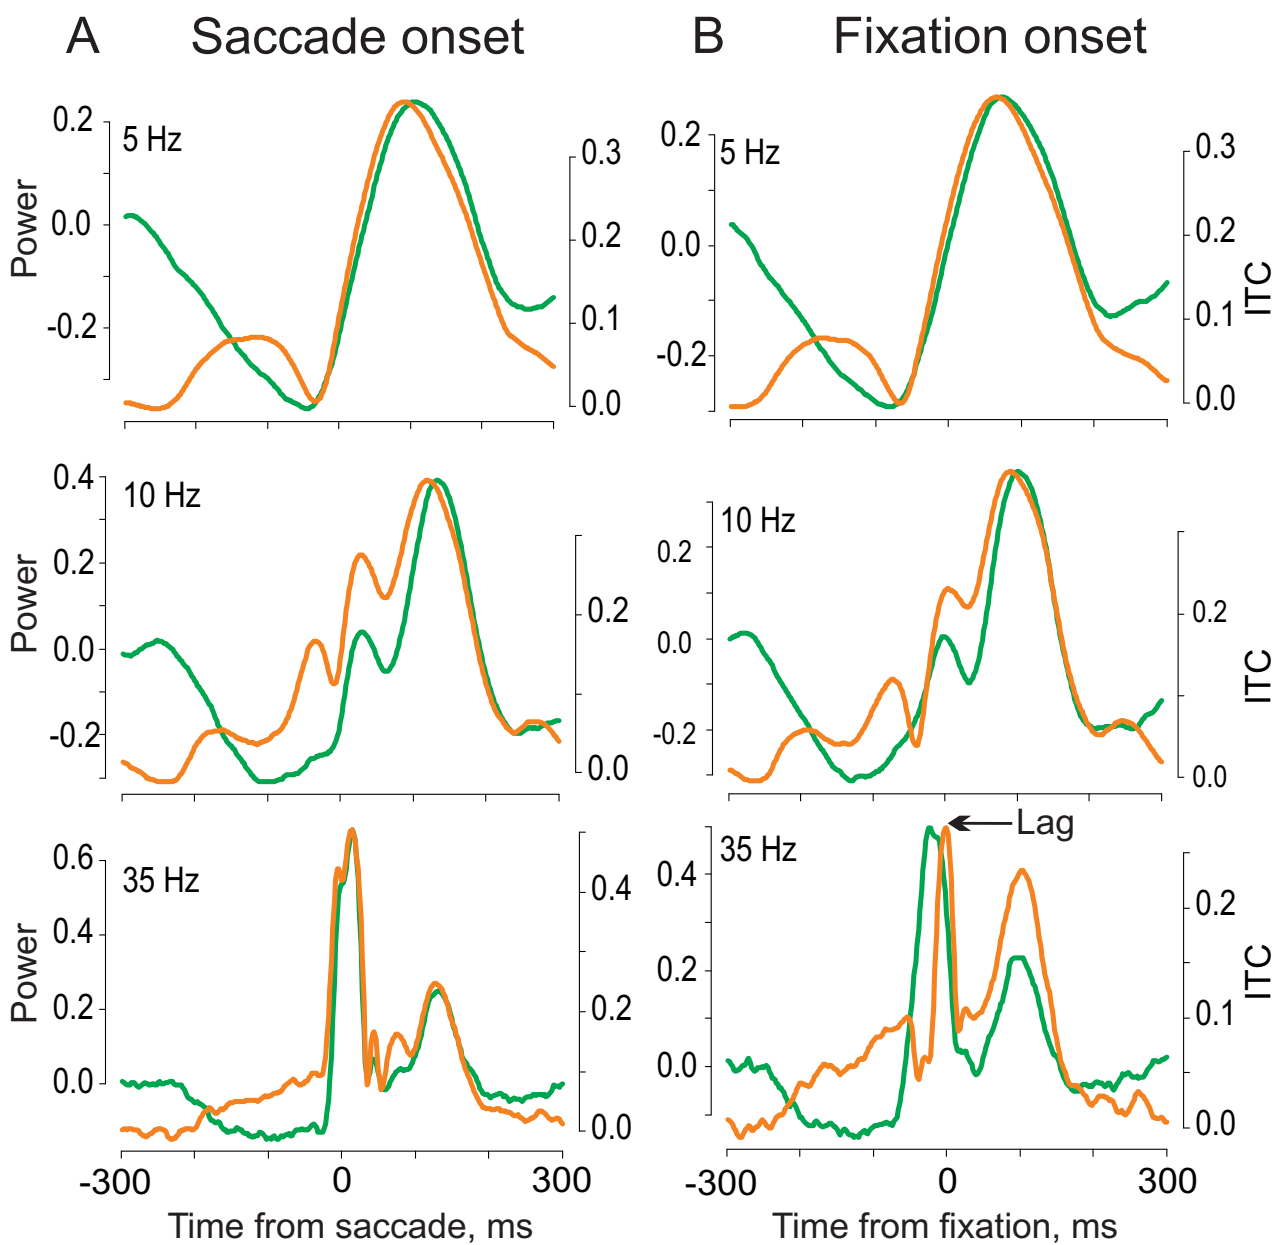 A Saccade onset
B Fixation onset
5 Hz
Power
0.2
0.0
-0.2
0.3
0.2
0.1
0.0
5 Hz
0.2
0.0
-0.2
0.3
0.2
0.1
0.0
ITC
10 Hz
Power
0.4
0.2
0.0
-0.2
0.2
0.0
10 Hz
0.2
0.0
-0.2
0.2
0.0
ITC
35 Hz
Power
0.6
0.4
0.2
0.0
0.4
0.2
0.0
-300 0 300
Time from saccade, ms
35 Hz
Lag
0.4
0.2
0.0
0.2
0.1
0.0
ITC
-300 0 300
Time from fixation, ms